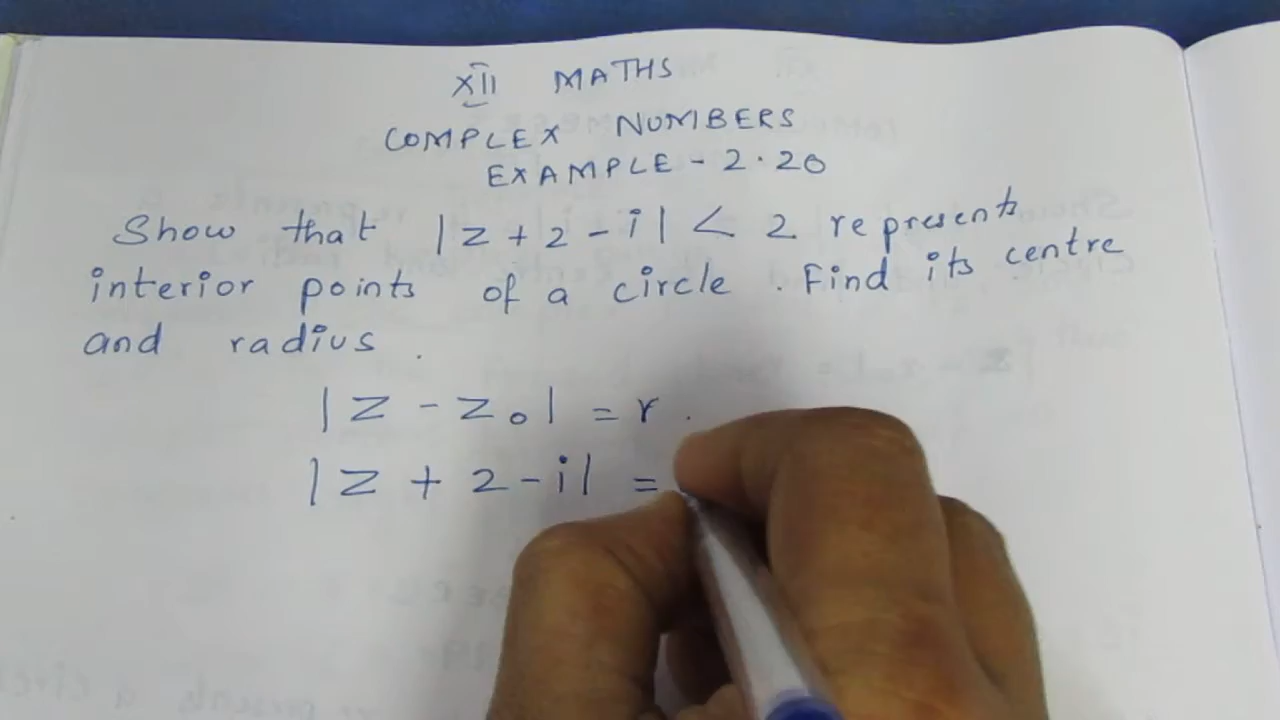 XII MATHS
COMPLEX NUMBERS
EXAMPLE - 2.20
Show that |z + 2 - i| < 2 represents
interior points of a circle. Find its centre
and radius.
|z - z₀| = r.
|z + 2 - i| =